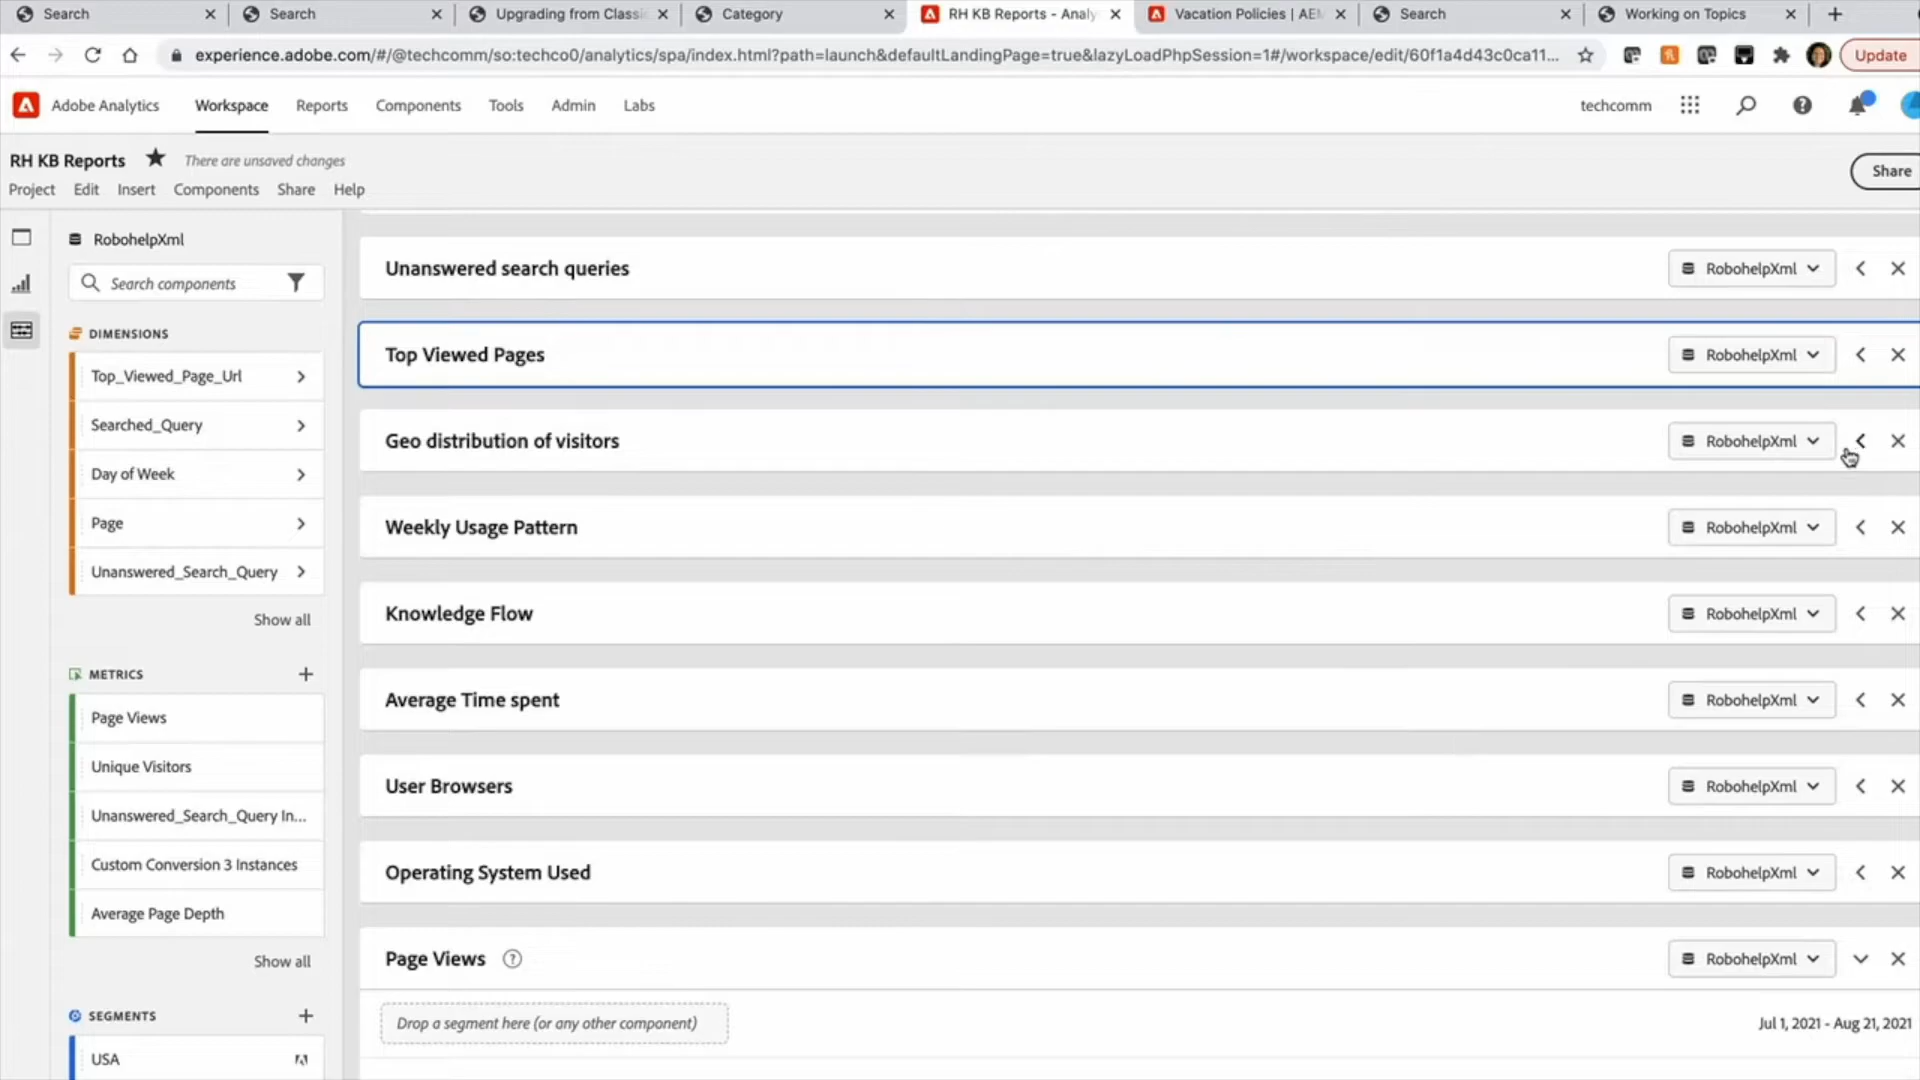 Search
Search
Upgrading from Classi
Category
RH KB Reports - Analy
Vacation Policies | AEM
Search
Working on Topics
experience.adobe.com/#/@techcomm/so:techco0/analytics/spa/index.html?path=launch&defaultLandingPage=true&lazyLoadPhpSession=1#/workspace/edit/60f1a4d43c0ca11...
Update
Adobe Analytics
Workspace
Reports
Components
Tools
Admin
Labs
techcomm
RH KB Reports
There are unsaved changes
Share
Project
Edit
Insert
Components
Share
Help
RobohelpXml
Search components
DIMENSIONS
Top_Viewed_Page_Url
Searched_Query
Day of Week
Page
Unanswered_Search_Query
Show all
METRICS
Page Views
Unique Visitors
Unanswered_Search_Query In...
Custom Conversion 3 Instances
Average Page Depth
Show all
SEGMENTS
USA
Unanswered search queries
RobohelpXml
Top Viewed Pages
RobohelpXml
Geo distribution of visitors
RobohelpXml
Weekly Usage Pattern
RobohelpXml
Knowledge Flow
RobohelpXml
Average Time spent
RobohelpXml
User Browsers
RobohelpXml
Operating System Used
RobohelpXml
Page Views
RobohelpXml
Drop a segment here (or any other component)
Jul 1, 2021 - Aug 21, 2021